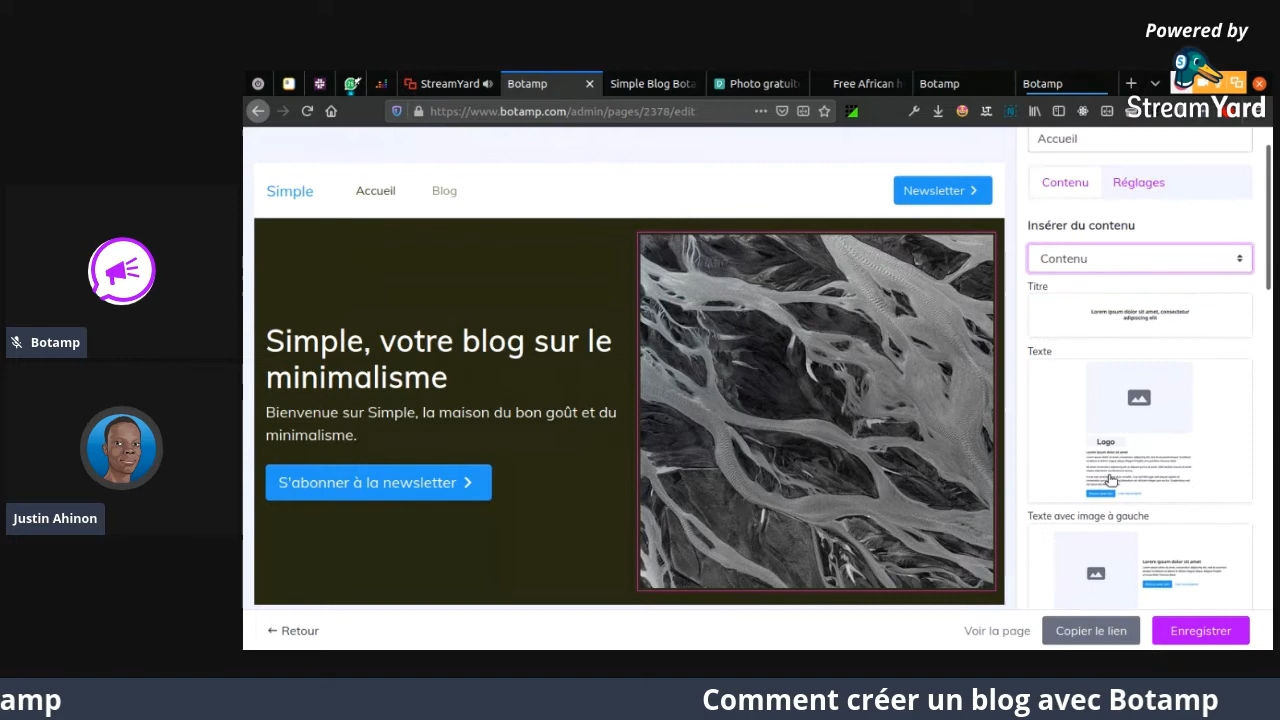 Powered by
StreamYard
StreamYard
Botamp
Simple Blog Bota
Photo gratuit
Free African h
Botamp
Botamp
https://www.botamp.com/admin/pages/2378/edit
Simple
Accueil
Blog
Newsletter
Simple, votre blog sur le
minimalisme
Bienvenue sur Simple, la maison du bon goût et du
minimalisme.
S'abonner à la newsletter
Accueil
Contenu
Réglages
Insérer du contenu
Contenu
Titre
Lorem ipsum dolor sit amet, consectetur
adipiscing elit
Texte
Logo
Texte avec image à gauche
Lorem ipsum dolor sit amet
← Retour
Voir la page
Copier le lien
Enregistrer
Botamp
Justin Ahinon
amp
Comment créer un blog avec Botamp